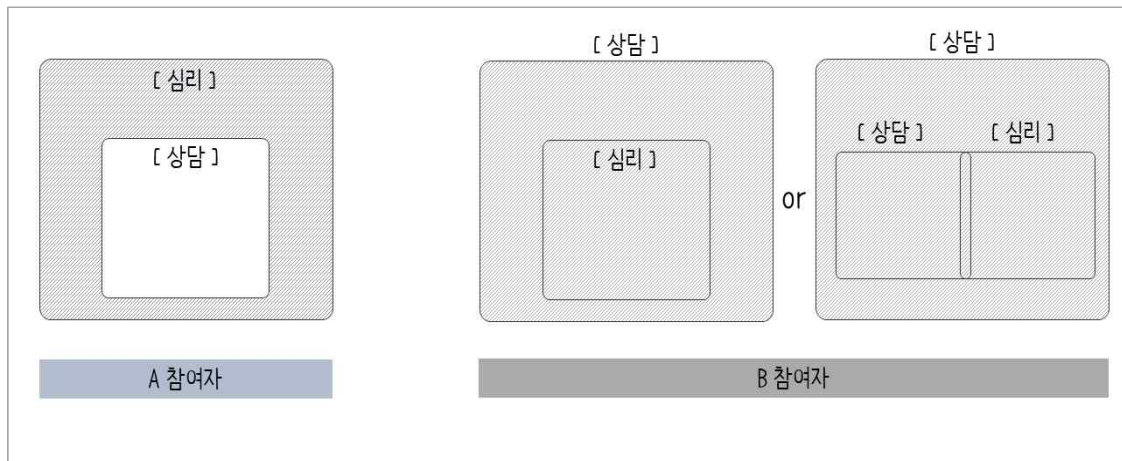 [ 심리 ]
[ 상담 ]
A 참여자
[ 상담 ]
[ 심리 ]
or
[ 상담 ]
[ 상담 ] [ 심리 ]
B 참여자